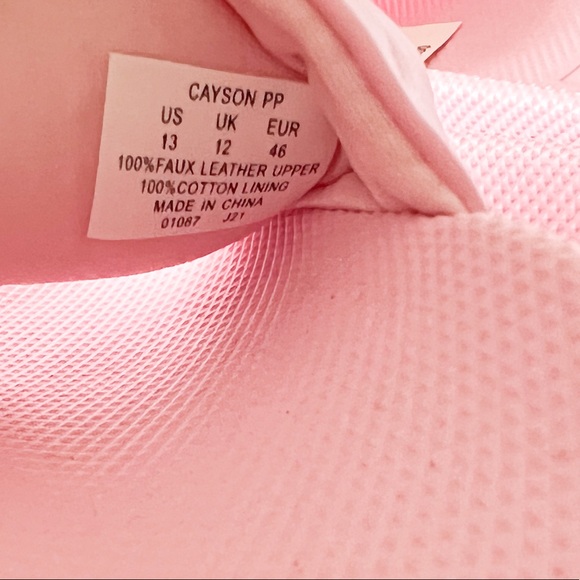 CAYSON PP
US UK EUR
13 12 46
100%FAUX LEATHER UPPER
100%COTTON LINING
MADE IN CHINA
01087 J21